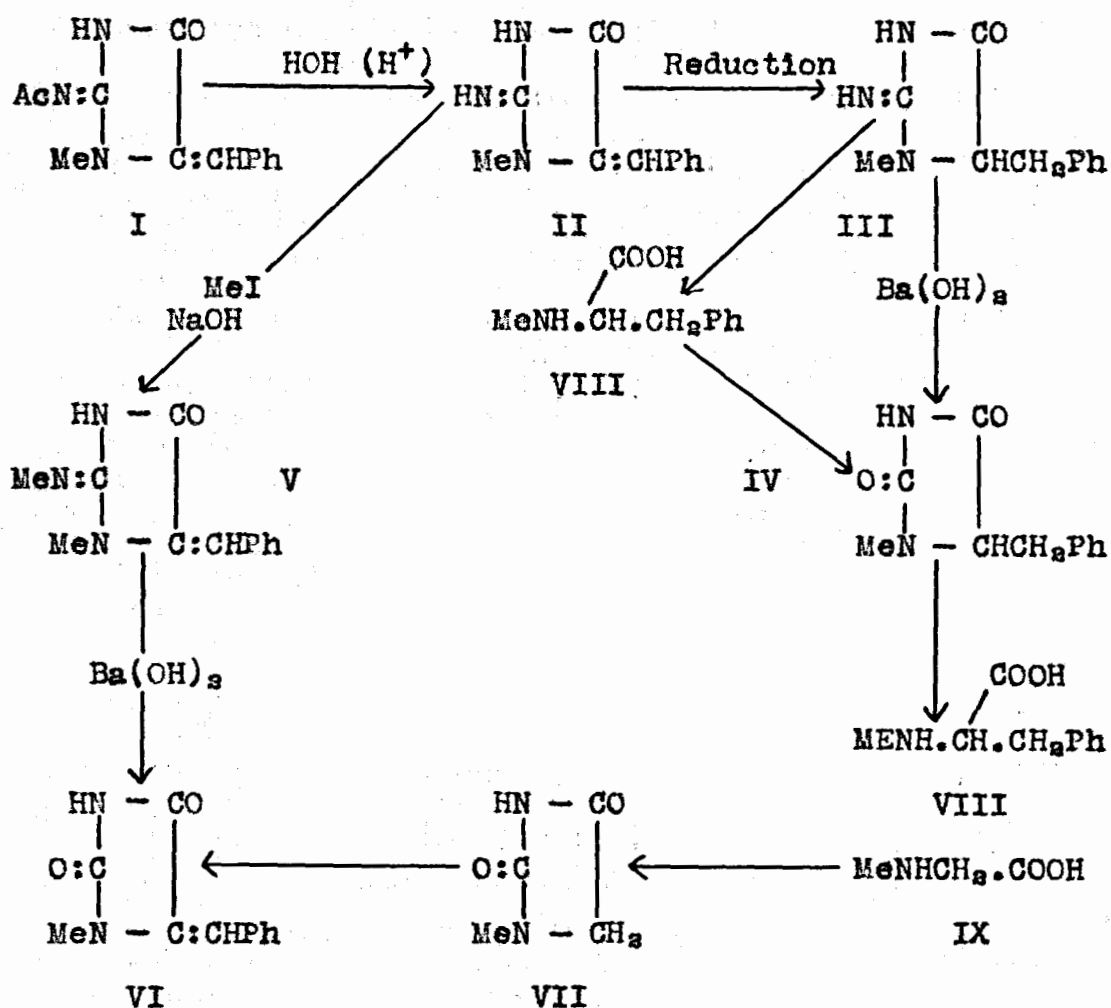 HN — CO HN — CO HN — CO
HOH (H⁺) Reduction
AcN:C HN:C HN:C
MeN — C:CHPh MeN — C:CHPh MeN — CHCH₂Ph
I II III
COOH
MeI Ba(OH)₂
NaOH MeNH.CH.CH₂Ph
VIII
HN — CO HN — CO
MeN:C V IV O:C
MeN — C:CHPh MeN — CHCH₂Ph
Ba(OH)₂ COOH
MENH.CH.CH₂Ph
HN — CO HN — CO VIII
O:C O:C MeNHCH₂.COOH
MeN — C:CHPh MeN — CH₂ IX
VI VII